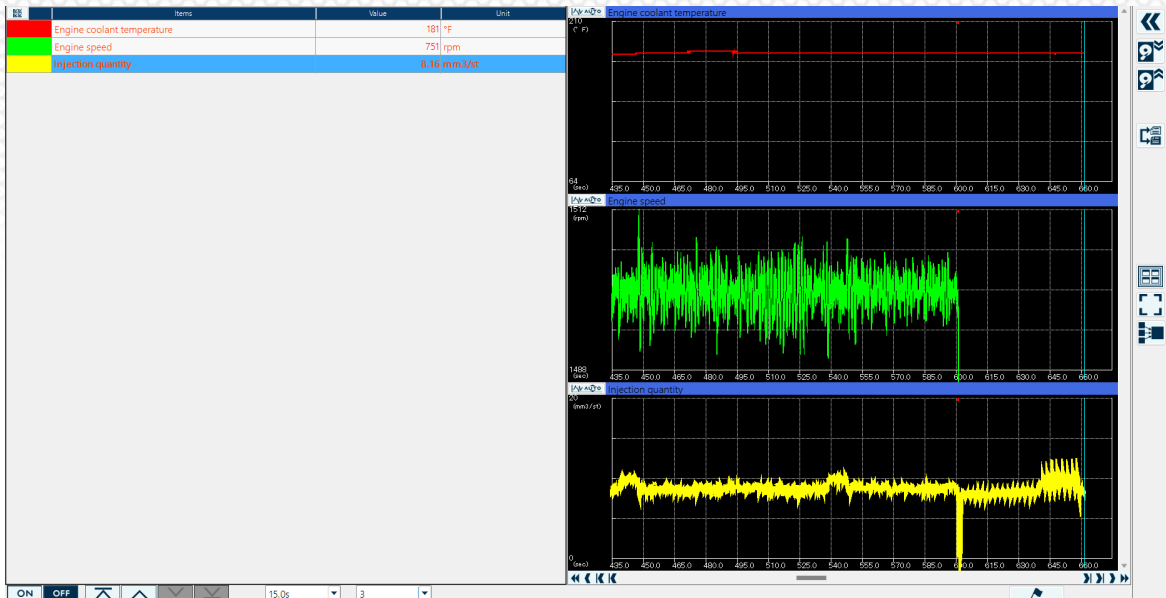 Items Value Unit
Engine coolant temperature 181 °F
Engine speed 751 rpm
Injection quantity 8.16 mm3/st
AUTO Engine coolant temperature
210
(° F)
64
(sec) 435.0 450.0 465.0 480.0 495.0 510.0 525.0 540.0 555.0 570.0 585.0 600.0 615.0 630.0 645.0 660.0
AUTO Engine speed
1512
(rpm)
1488
(sec) 435.0 450.0 465.0 480.0 495.0 510.0 525.0 540.0 555.0 570.0 585.0 600.0 615.0 630.0 645.0 660.0
AUTO Injection quantity
20
(mm3/st)
0
(sec) 435.0 450.0 465.0 480.0 495.0 510.0 525.0 540.0 555.0 570.0 585.0 600.0 615.0 630.0 645.0 660.0
ON OFF 15.0s 3